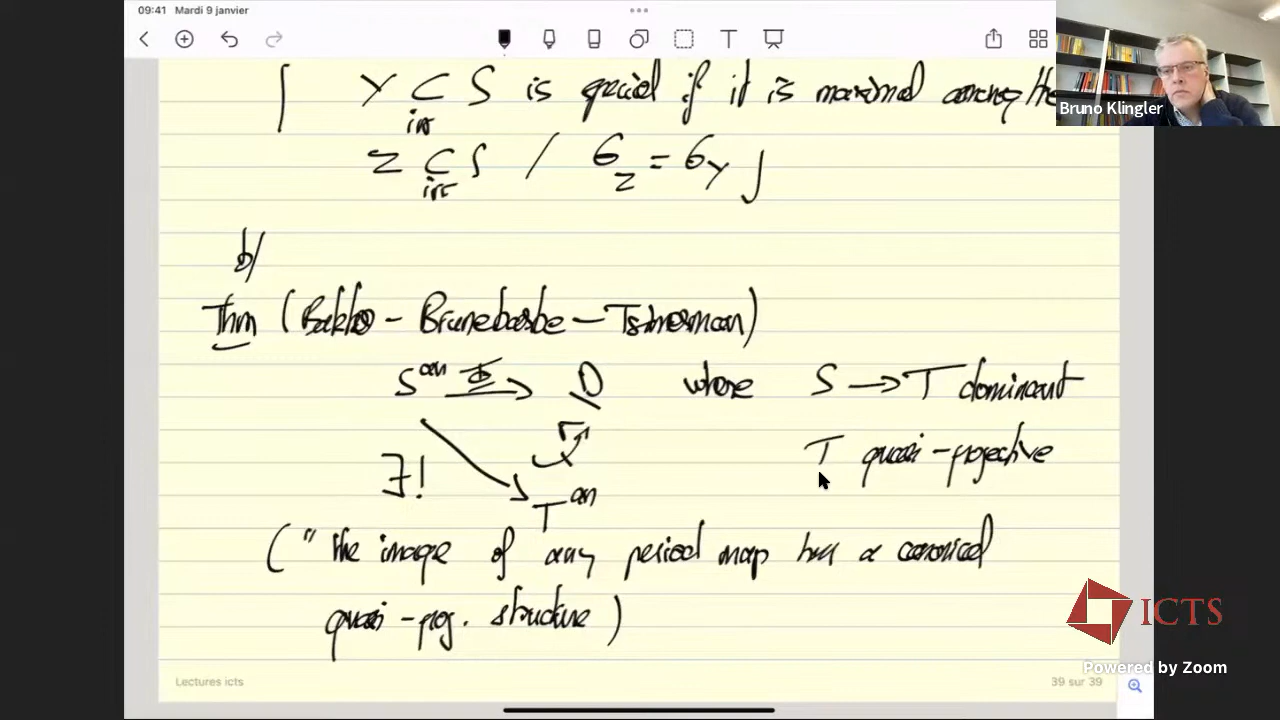 09:41 Mardi 9 janvier
Bruno Klingler
Y ⊂ S is special if it is maximal among the
irr
Z ⊂ S / G_Z = G_Y }
irr
b/
Thm (Bakker - Brunebarbe - Tsimerman)
S^an —Φ→ D where S → T dominant
∃! T^an T quasi-projective
("the image of any period map has a canonical
quasi-proj. structure)
Lectures icts
39 sur 39
ICTS
Powered by Zoom